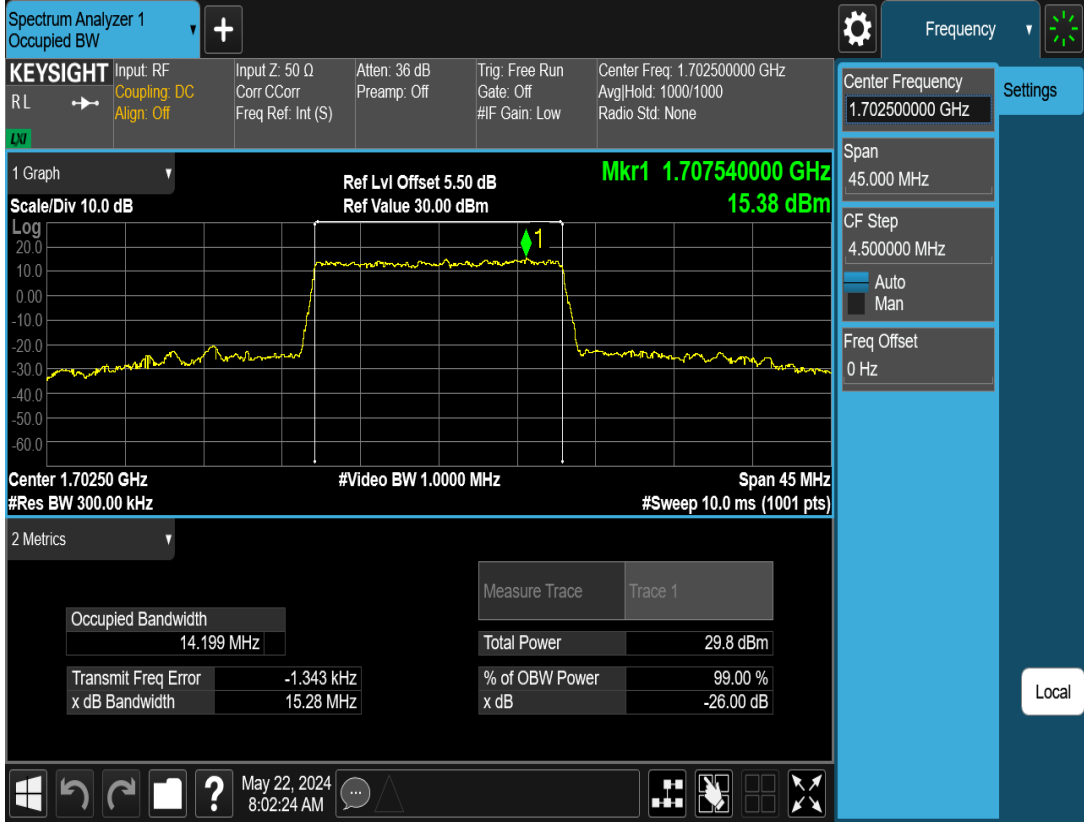 Spectrum Analyzer 1
Occupied BW
+
Frequency
KEYSIGHT
RL
LXI
Input: RF
Coupling: DC
Align: Off
Input Z: 50 Ω
Corr CCorr
Freq Ref: Int (S)
Atten: 36 dB
Preamp: Off
Trig: Free Run
Gate: Off
#IF Gain: Low
Center Freq: 1.702500000 GHz
Avg|Hold: 1000/1000
Radio Std: None
Center Frequency
1.702500000 GHz
Settings
Span
45.000 MHz
CF Step
4.500000 MHz
Auto
Man
Freq Offset
0 Hz
Local
1 Graph
Scale/Div 10.0 dB
Ref Lvl Offset 5.50 dB
Ref Value 30.00 dBm
Mkr1 1.707540000 GHz
15.38 dBm
Log
1
20.0
10.0
0.00
-10.0
-20.0
-30.0
-40.0
-50.0
-60.0
Center 1.70250 GHz
#Video BW 1.0000 MHz
Span 45 MHz
#Res BW 300.00 kHz
#Sweep 10.0 ms (1001 pts)
2 Metrics
Measure Trace
Trace 1
Occupied Bandwidth
14.199 MHz
Total Power
29.8 dBm
Transmit Freq Error
-1.343 kHz
% of OBW Power
99.00 %
x dB Bandwidth
15.28 MHz
x dB
-26.00 dB
?
May 22, 2024
8:02:24 AM